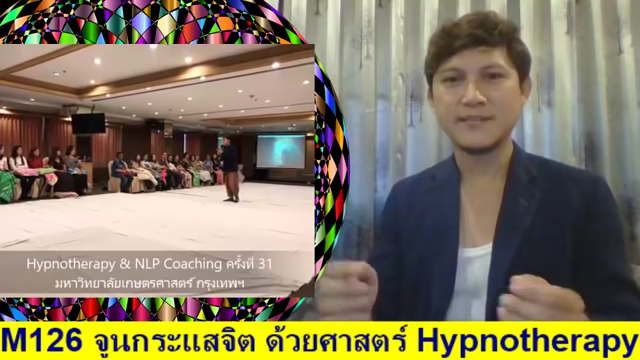 Hypnotherapy & NLP Coaching ครั้งที่ 31
มหาวิทยาลัยเกษตรศาสตร์ กรุงเทพฯ
M126 จูนกระแสจิต ด้วยศาสตร์ Hypnotherapy